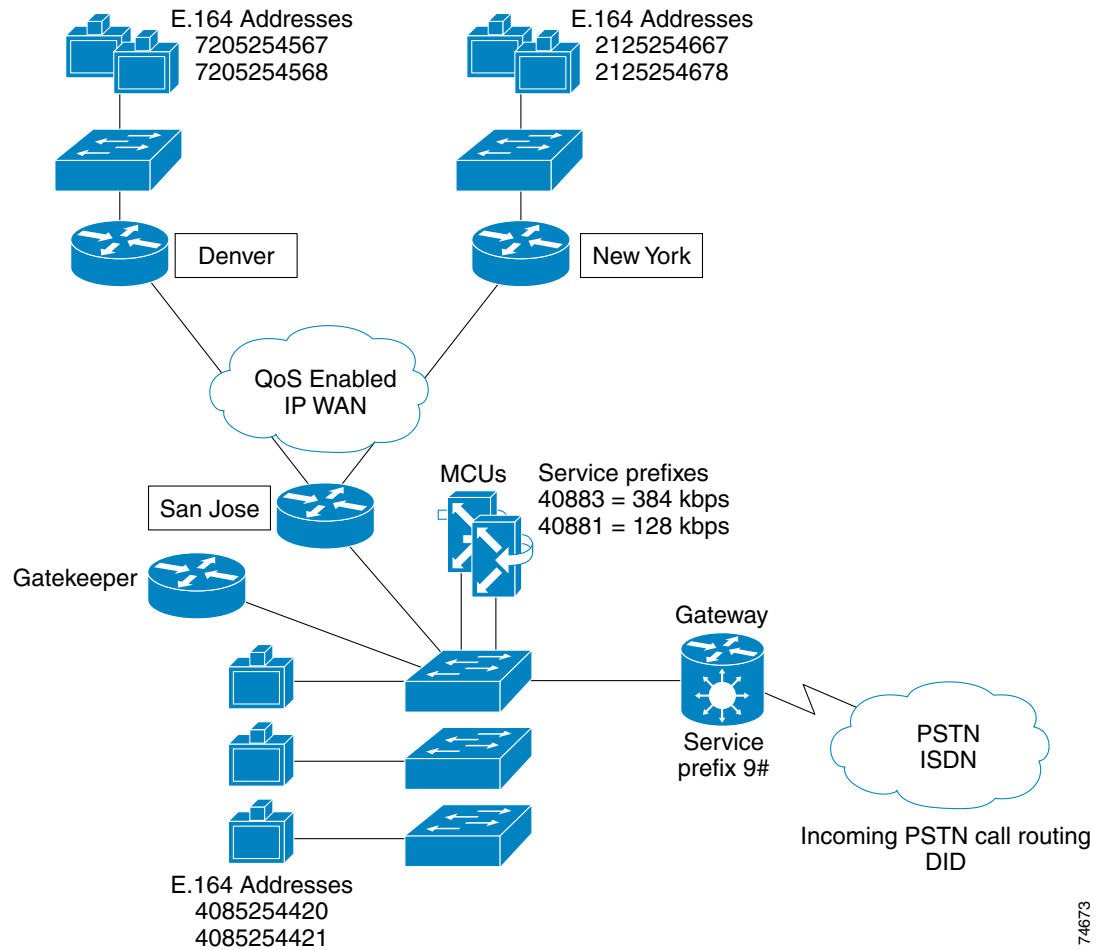 E.164 Addresses
7205254567
7205254568
E.164 Addresses
2125254667
2125254678
Denver
New York
QoS Enabled
IP WAN
San Jose
MCUs
Service prefixes
40883 = 384 kbps
40881 = 128 kbps
Gatekeeper
Gateway
Service
prefix 9#
PSTN
ISDN
Incoming PSTN call routing
DID
E.164 Addresses
4085254420
4085254421
74673